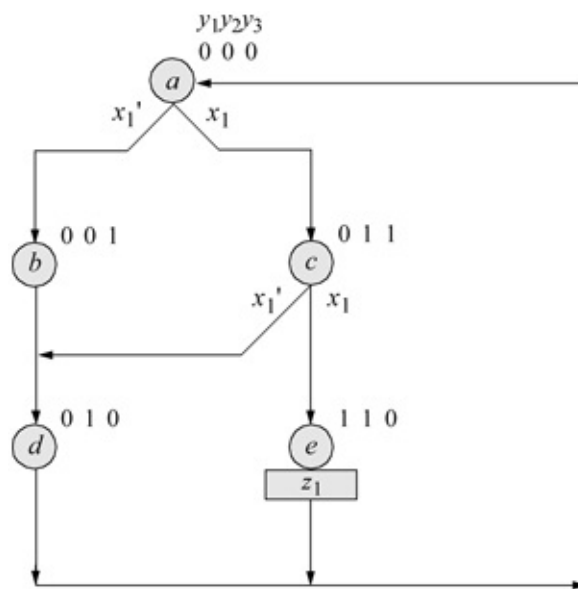 y₁y₂y₃
0 0 0
a
x₁' x₁
0 0 1
0 1 1
b
c
x₁' x₁
0 1 0
1 1 0
d
e
z₁